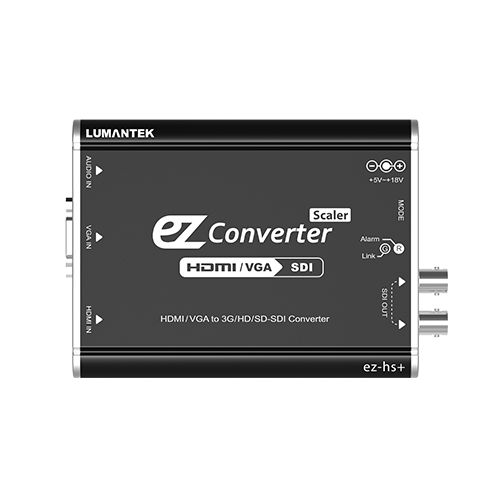 LUMANTEK
AUDIO IN
+5V~+18V
MODE
Scaler
VGA IN
ez Converter
Alarm
G R
Link
HDMI/VGA SDI
SDI OUT
HDMI IN
HDMI/VGA to 3G/HD/SD-SDI Converter
ez-hs+